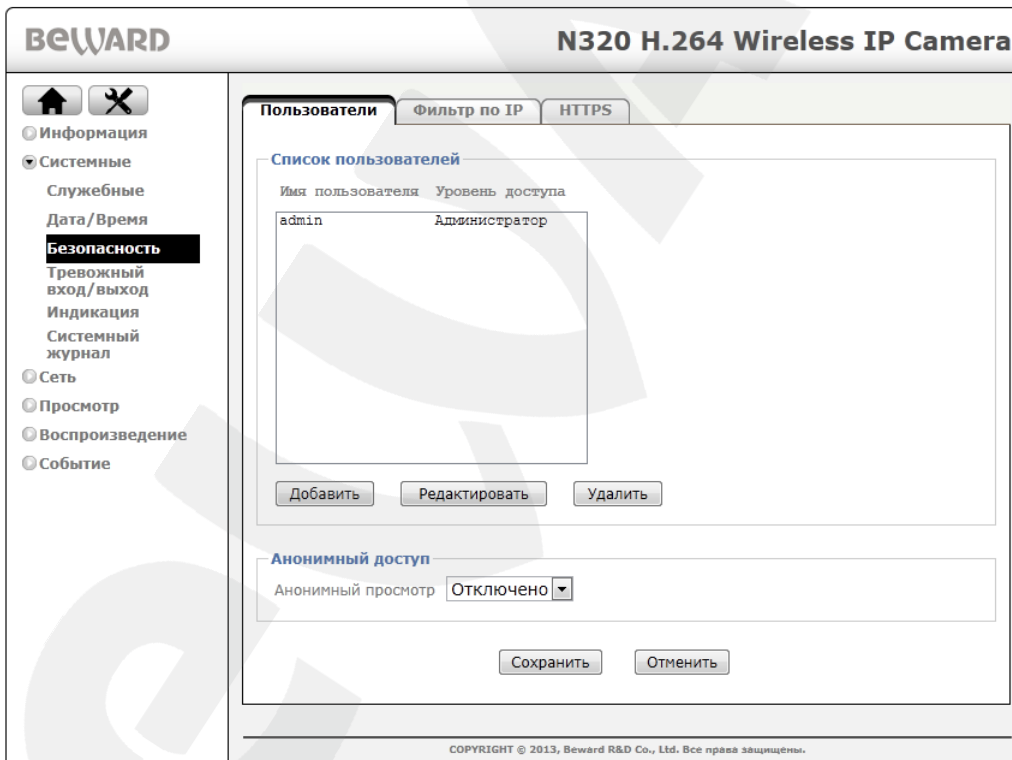 BEWARD
N320 H.264 Wireless IP Camera
Информация
Системные
Служебные
Дата/Время
Безопасность
Тревожный
вход/выход
Индикация
Системный
журнал
Сеть
Просмотр
Воспроизведение
Событие
Пользователи Фильтр по IP HTTPS
Список пользователей
Имя пользователя Уровень доступа
admin Администратор
Добавить Редактировать Удалить
Анонимный доступ
Анонимный просмотр Отключено
Сохранить Отменить
COPYRIGHT © 2013, Beward R&D Co., Ltd. Все права защищены.